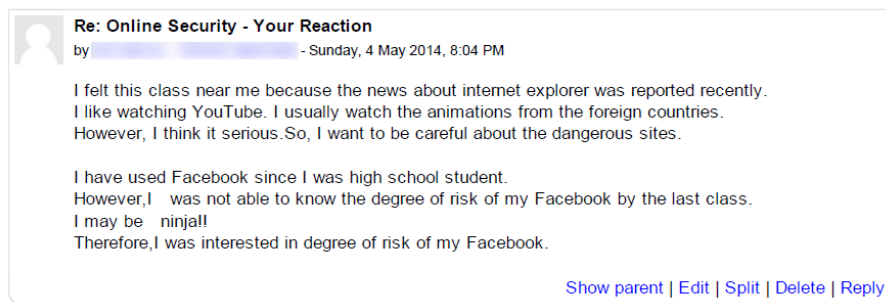 Re: Online Security - Your Reaction
by - Sunday, 4 May 2014, 8:04 PM
I felt this class near me because the news about internet explorer was reported recently.
I like watching YouTube. I usually watch the animations from the foreign countries.
However, I think it serious.So, I want to be careful about the dangerous sites.
I have used Facebook since I was high school student.
However,I was not able to know the degree of risk of my Facebook by the last class.
I may be ninja!!
Therefore,I was interested in degree of risk of my Facebook.
Show parent | Edit | Split | Delete | Reply